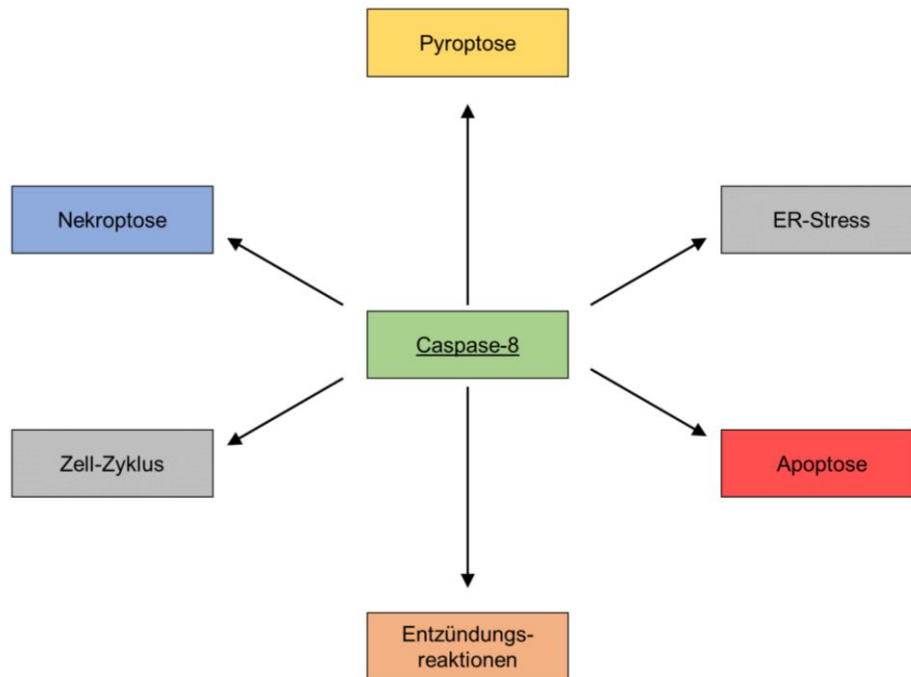 Pyroptose
Nekroptose
ER-Stress
Caspase-8
Zell-Zyklus
Apoptose
Entzündungs-
reaktionen